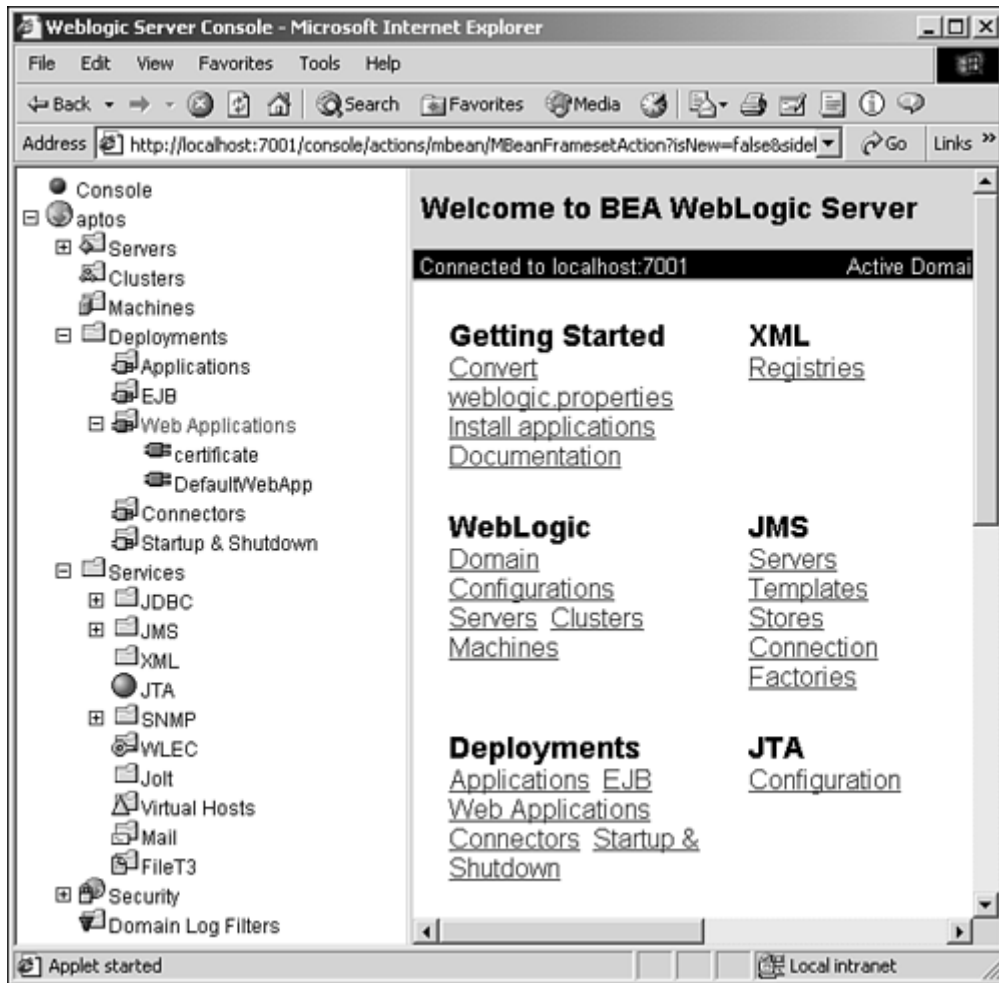 Weblogic Server Console - Microsoft Internet Explorer
File Edit View Favorites Tools Help
Back Search Favorites Media
Address http://localhost:7001/console/actions/mbean/MBeanFramesetAction?isNew=false&sidel Go Links »
Console
aptos
Servers
Clusters
Machines
Deployments
Applications
EJB
Web Applications
certificate
DefaultWebApp
Connectors
Startup & Shutdown
Services
JDBC
JMS
XML
JTA
SNMP
WLEC
Jolt
Virtual Hosts
Mail
FileT3
Security
Domain Log Filters
Welcome to BEA WebLogic Server
Connected to localhost:7001 Active Domai
Getting Started
Convert
weblogic.properties
Install applications
Documentation
XML
Registries
WebLogic
Domain
Configurations
Servers Clusters
Machines
JMS
Servers
Templates
Stores
Connection
Factories
Deployments
Applications EJB
Web Applications
Connectors Startup &
Shutdown
JTA
Configuration
Applet started Local intranet